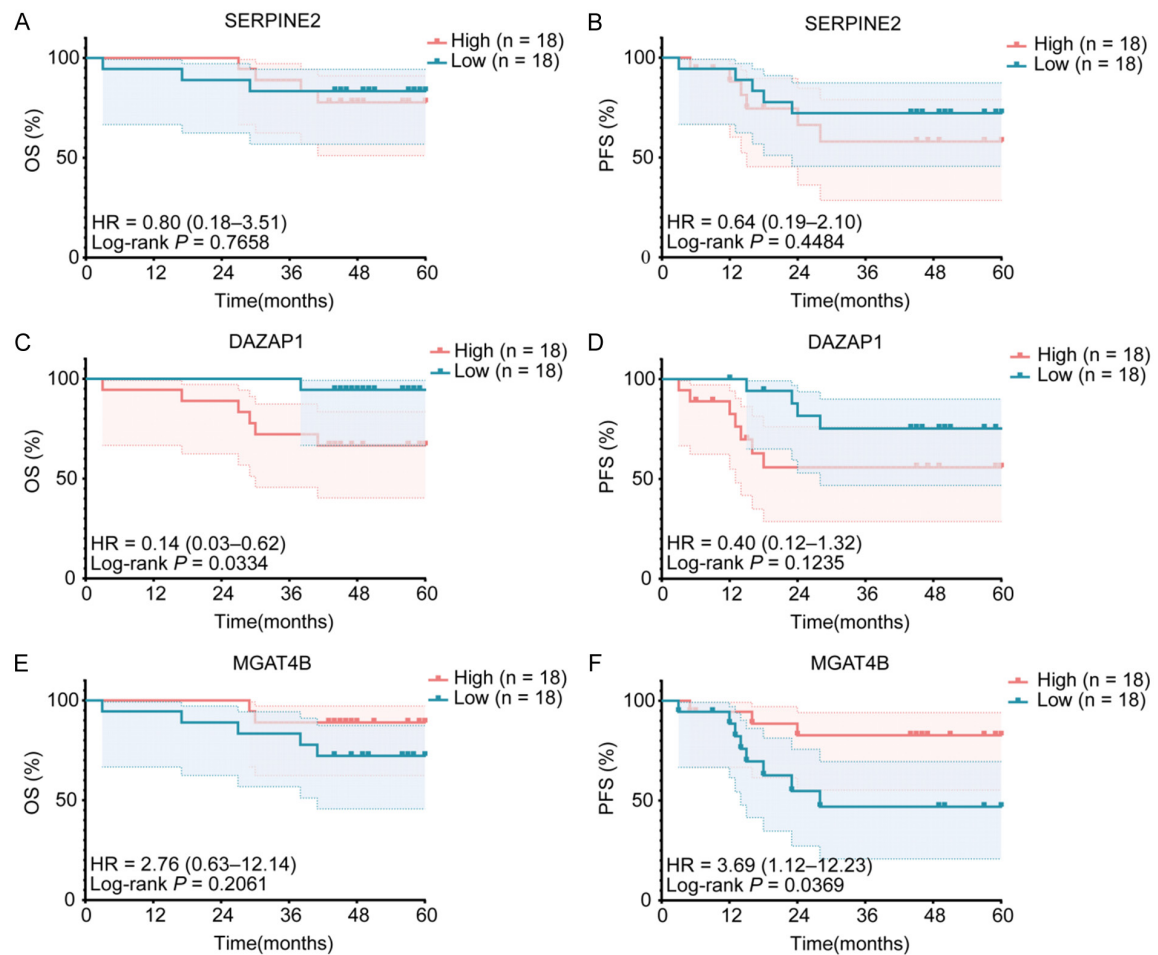 A
SERPINE2
High (n = 18)
Low (n = 18)
OS (%)
100
50
0
HR = 0.80 (0.18–3.51)
Log-rank P = 0.7658
0 12 24 36 48 60
Time(months)
B
SERPINE2
High (n = 18)
Low (n = 18)
PFS (%)
100
50
0
HR = 0.64 (0.19–2.10)
Log-rank P = 0.4484
0 12 24 36 48 60
Time(months)
C
DAZAP1
High (n = 18)
Low (n = 18)
OS (%)
100
50
0
HR = 0.14 (0.03–0.62)
Log-rank P = 0.0334
0 12 24 36 48 60
Time(months)
D
DAZAP1
High (n = 18)
Low (n = 18)
PFS (%)
100
50
0
HR = 0.40 (0.12–1.32)
Log-rank P = 0.1235
0 12 24 36 48 60
Time(months)
E
MGAT4B
High (n = 18)
Low (n = 18)
OS (%)
100
50
0
HR = 2.76 (0.63–12.14)
Log-rank P = 0.2061
0 12 24 36 48 60
Time(months)
F
MGAT4B
High (n = 18)
Low (n = 18)
PFS (%)
100
50
0
HR = 3.69 (1.12–12.23)
Log-rank P = 0.0369
0 12 24 36 48 60
Time(months)